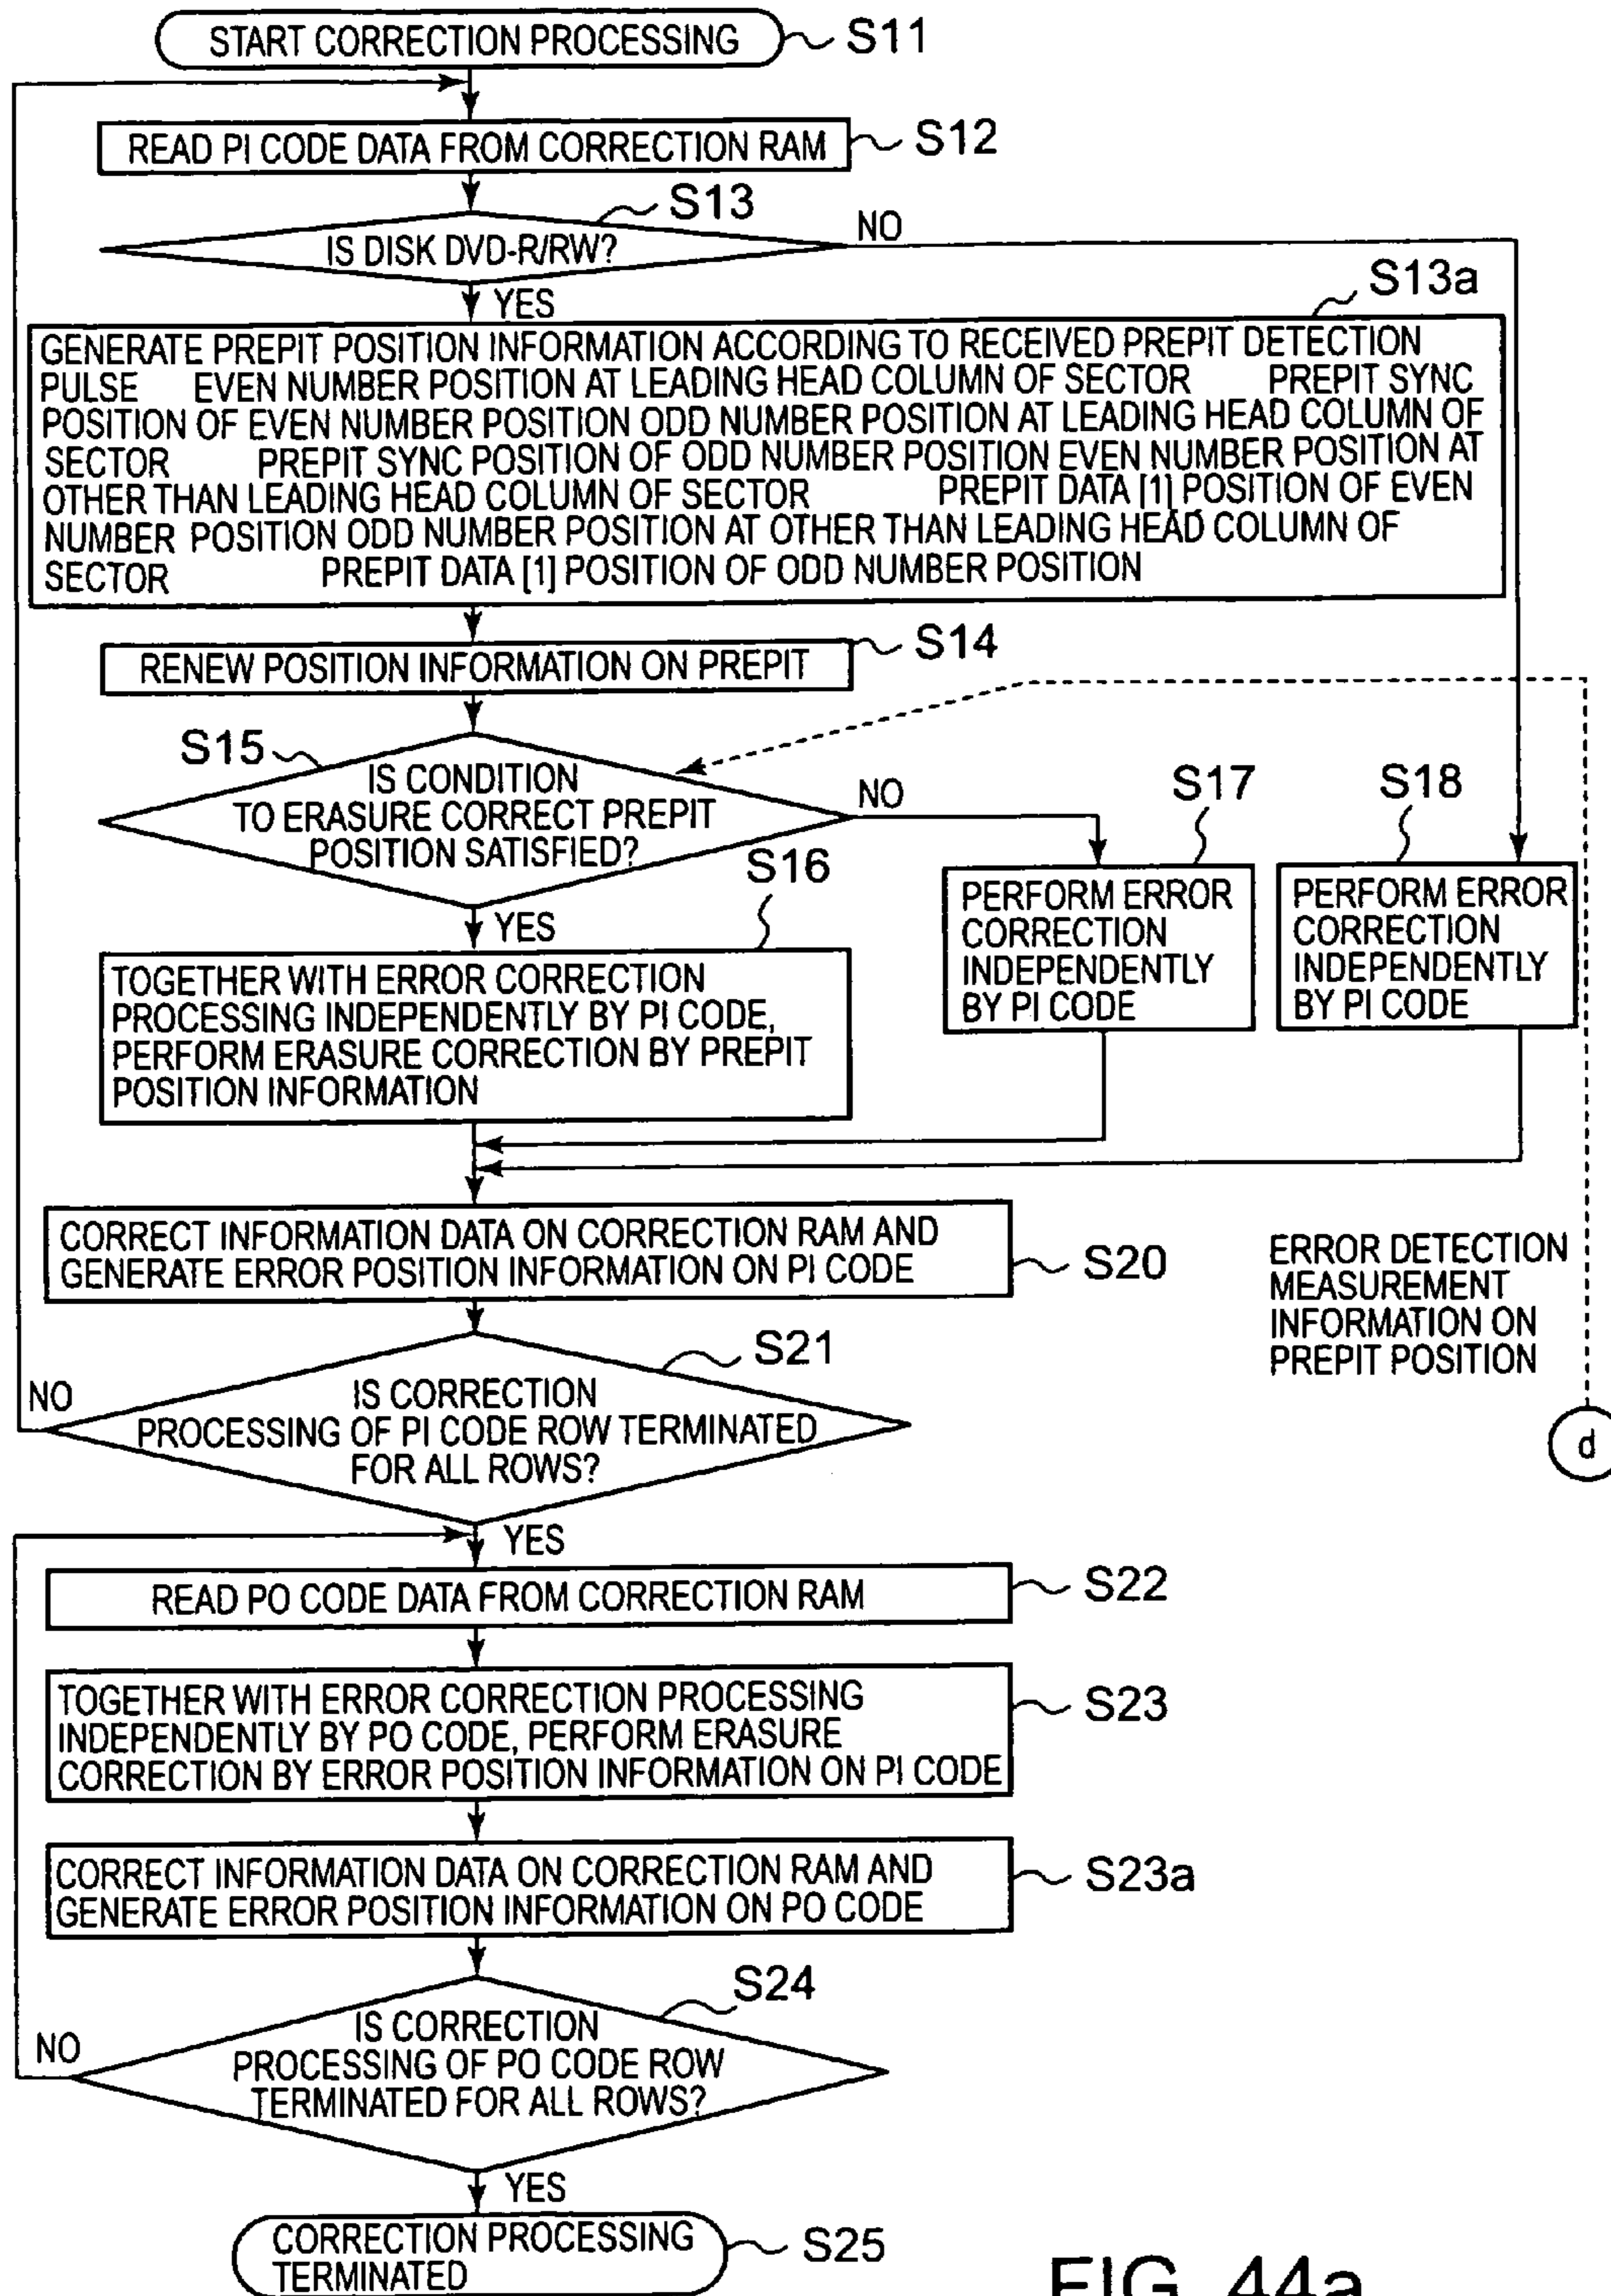 START CORRECTION PROCESSING
S11
READ PI CODE DATA FROM CORRECTION RAM
S12
S13
IS DISK DVD-R/RW?
NO
YES
S13a
GENERATE PREPIT POSITION INFORMATION ACCORDING TO RECEIVED PREPIT DETECTION
PULSE EVEN NUMBER POSITION AT LEADING HEAD COLUMN OF SECTOR PREPIT SYNC
POSITION OF EVEN NUMBER POSITION ODD NUMBER POSITION AT LEADING HEAD COLUMN OF
SECTOR PREPIT SYNC POSITION OF ODD NUMBER POSITION EVEN NUMBER POSITION AT
OTHER THAN LEADING HEAD COLUMN OF SECTOR PREPIT DATA [1] POSITION OF EVEN
NUMBER POSITION ODD NUMBER POSITION AT OTHER THAN LEADING HEAD COLUMN OF
SECTOR PREPIT DATA [1] POSITION OF ODD NUMBER POSITION
RENEW POSITION INFORMATION ON PREPIT
S14
S15
IS CONDITION
TO ERASURE CORRECT PREPIT
POSITION SATISFIED?
NO
YES
S16
TOGETHER WITH ERROR CORRECTION
PROCESSING INDEPENDENTLY BY PI CODE,
PERFORM ERASURE CORRECTION BY PREPIT
POSITION INFORMATION
S17
PERFORM ERROR
CORRECTION
INDEPENDENTLY
BY PI CODE
S18
PERFORM ERROR
CORRECTION
INDEPENDENTLY
BY PI CODE
CORRECT INFORMATION DATA ON CORRECTION RAM AND
GENERATE ERROR POSITION INFORMATION ON PI CODE
S20
ERROR DETECTION
MEASUREMENT
INFORMATION ON
PREPIT POSITION
d
S21
IS CORRECTION
PROCESSING OF PI CODE ROW TERMINATED
FOR ALL ROWS?
NO
YES
READ PO CODE DATA FROM CORRECTION RAM
S22
TOGETHER WITH ERROR CORRECTION PROCESSING
INDEPENDENTLY BY PO CODE, PERFORM ERASURE
CORRECTION BY ERROR POSITION INFORMATION ON PI CODE
S23
CORRECT INFORMATION DATA ON CORRECTION RAM AND
GENERATE ERROR POSITION INFORMATION ON PO CODE
S23a
S24
IS CORRECTION
PROCESSING OF PO CODE ROW
TERMINATED FOR ALL ROWS?
NO
YES
CORRECTION PROCESSING
TERMINATED
S25
FIG. 44a